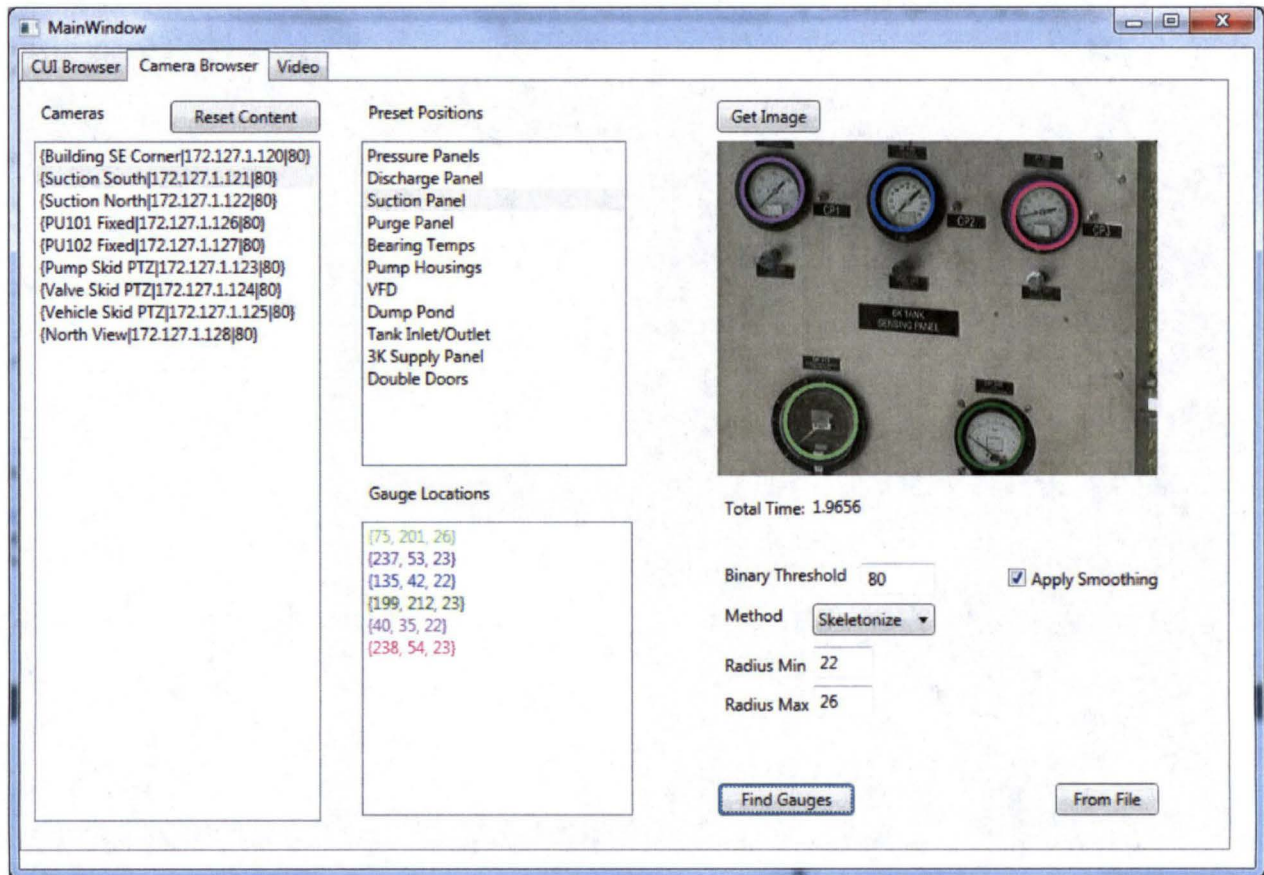 MainWindow
CUI Browser
Camera Browser
Video
Cameras
Reset Content
{Building SE Corner|172.127.1.120|80}
{Suction South|172.127.1.121|80}
{Suction North|172.127.1.122|80}
{PU101 Fixed|172.127.1.126|80}
{PU102 Fixed|172.127.1.127|80}
{Pump Skid PTZ|172.127.1.123|80}
{Valve Skid PTZ|172.127.1.124|80}
{Vehicle Skid PTZ|172.127.1.125|80}
{North View|172.127.1.128|80}
Preset Positions
Pressure Panels
Discharge Panel
Suction Panel
Purge Panel
Bearing Temps
Pump Housings
VFD
Dump Pond
Tank Inlet/Outlet
3K Supply Panel
Double Doors
Gauge Locations
{75, 201, 26}
{237, 53, 23}
{135, 42, 22}
{199, 212, 23}
{40, 35, 22}
{238, 54, 23}
Get Image
CP1
CP2
CP3
6K TANK
SENSING PANEL
Total Time: 1.9656
Binary Threshold 80
Apply Smoothing
Method Skeletonize
Radius Min 22
Radius Max 26
Find Gauges
From File